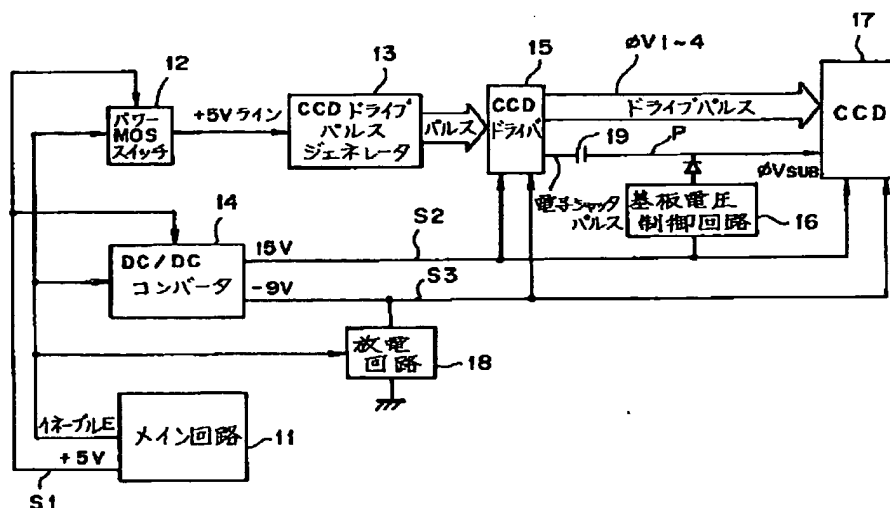 17
15
ΦV1~4
13
12
CCD
ドライバ
CCD
パワー
MOS
スイッチ
+5Vライン
CCDドライブ
パルス
ジェネレータ
パルス
ドライブパルス
19
P
ΦVSUB
電子シャッタ
パルス
基板電圧
制御回路
16
14
S2
DC/DC
コンバータ
15V
-9V
S3
放電
回路
18
イネーブルE
メイン回路
11
+5V
S1